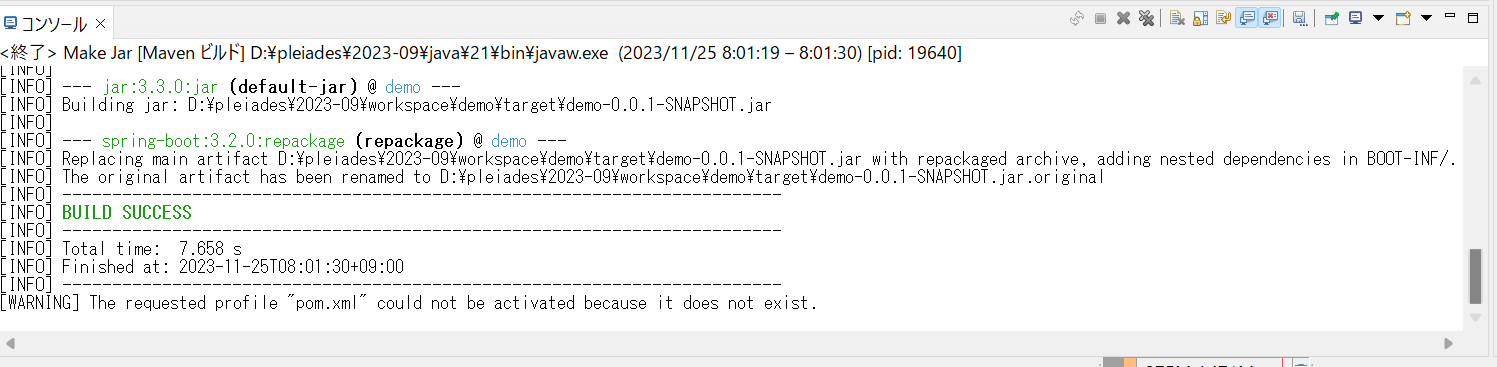 コンソール ×
<終了> Make Jar [Maven ビルド] D:¥pleiades¥2023-09¥java¥21¥bin¥javaw.exe (2023/11/25 8:01:19 – 8:01:30) [pid: 19640]
[INFO]
[INFO] --- jar:3.3.0:jar (default-jar) @ demo ---
[INFO] Building jar: D:¥pleiades¥2023-09¥workspace¥demo¥target¥demo-0.0.1-SNAPSHOT.jar
[INFO]
[INFO] --- spring-boot:3.2.0:repackage (repackage) @ demo ---
[INFO] Replacing main artifact D:¥pleiades¥2023-09¥workspace¥demo¥target¥demo-0.0.1-SNAPSHOT.jar with repackaged archive, adding nested dependencies in BOOT-INF/.
[INFO] The original artifact has been renamed to D:¥pleiades¥2023-09¥workspace¥demo¥target¥demo-0.0.1-SNAPSHOT.jar.original
[INFO] ------------------------------------------------------------------------
[INFO] BUILD SUCCESS
[INFO] ------------------------------------------------------------------------
[INFO] Total time:  7.658 s
[INFO] Finished at: 2023-11-25T08:01:30+09:00
[INFO] ------------------------------------------------------------------------
[WARNING] The requested profile "pom.xml" could not be activated because it does not exist.